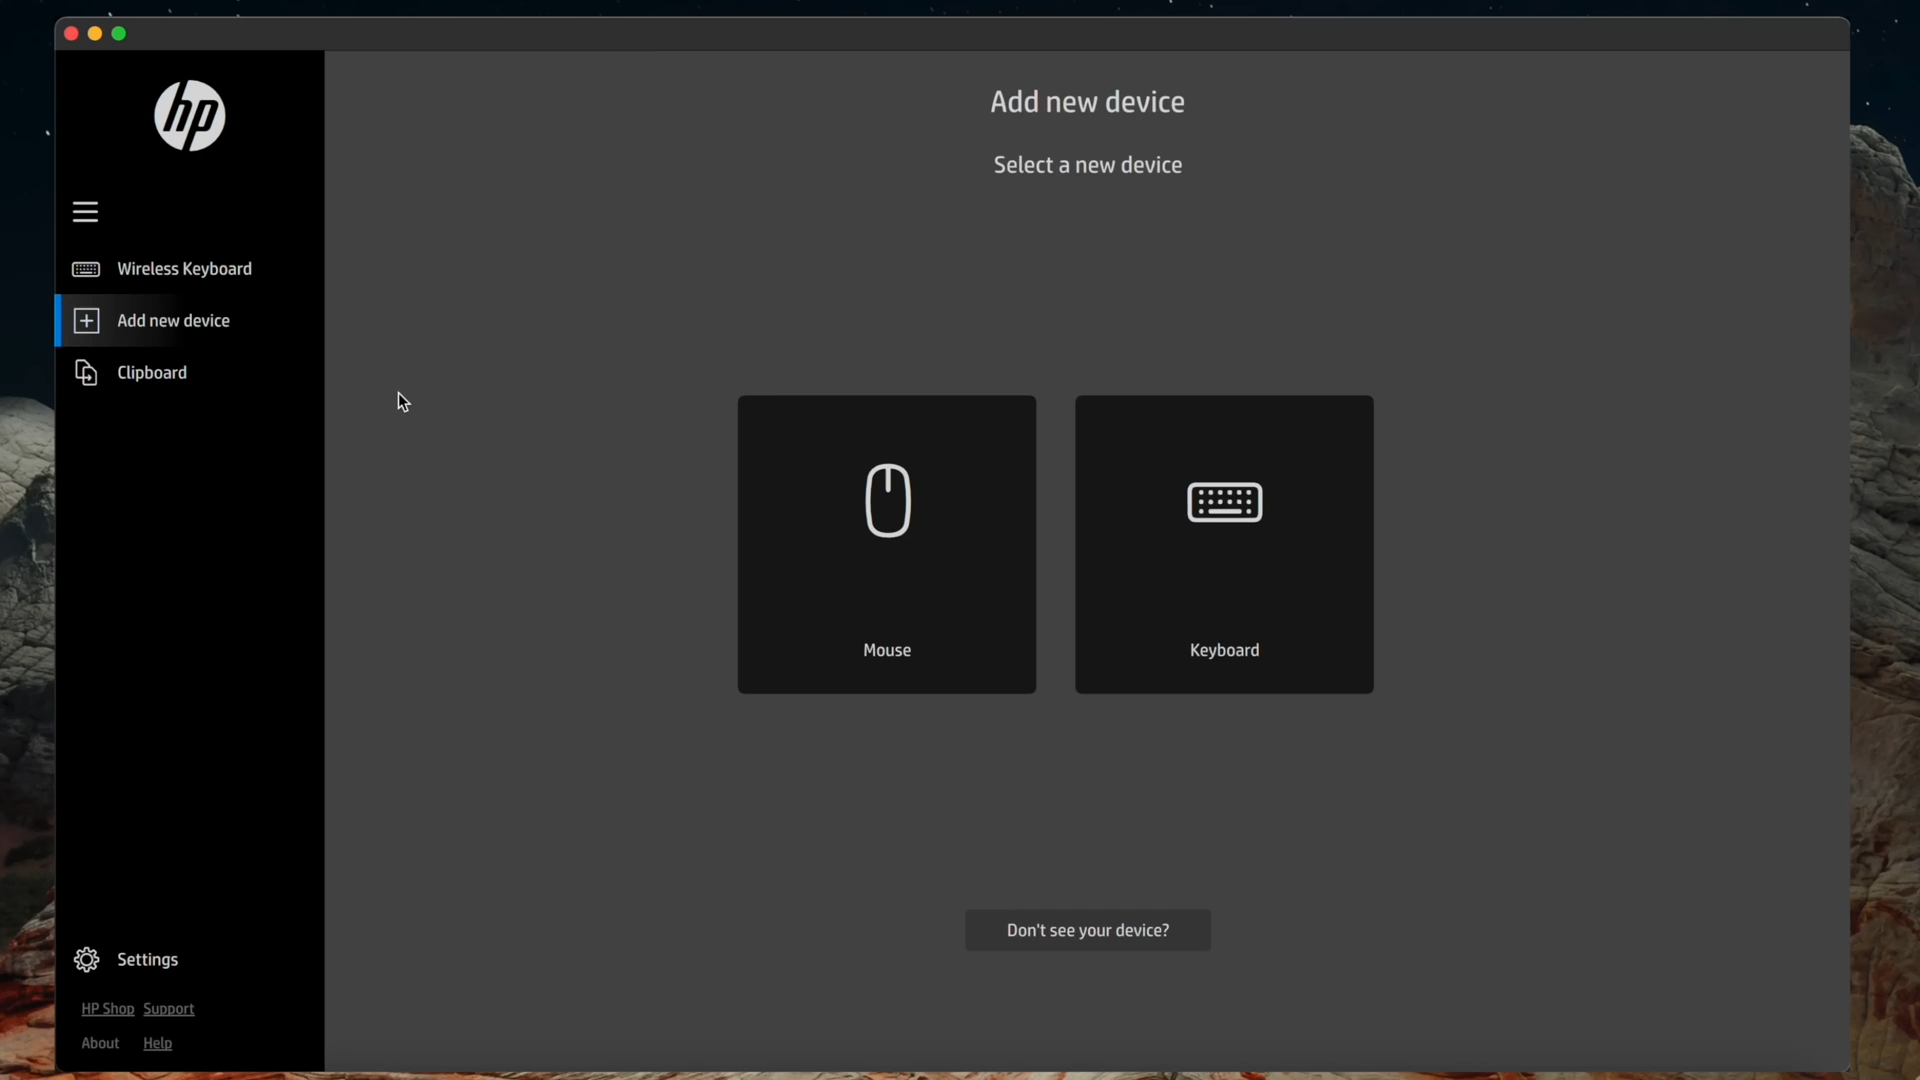 hp
Wireless Keyboard
Add new device
Clipboard
Settings
HP Shop Support
About Help
Add new device
Select a new device
Mouse
Keyboard
Don't see your device?